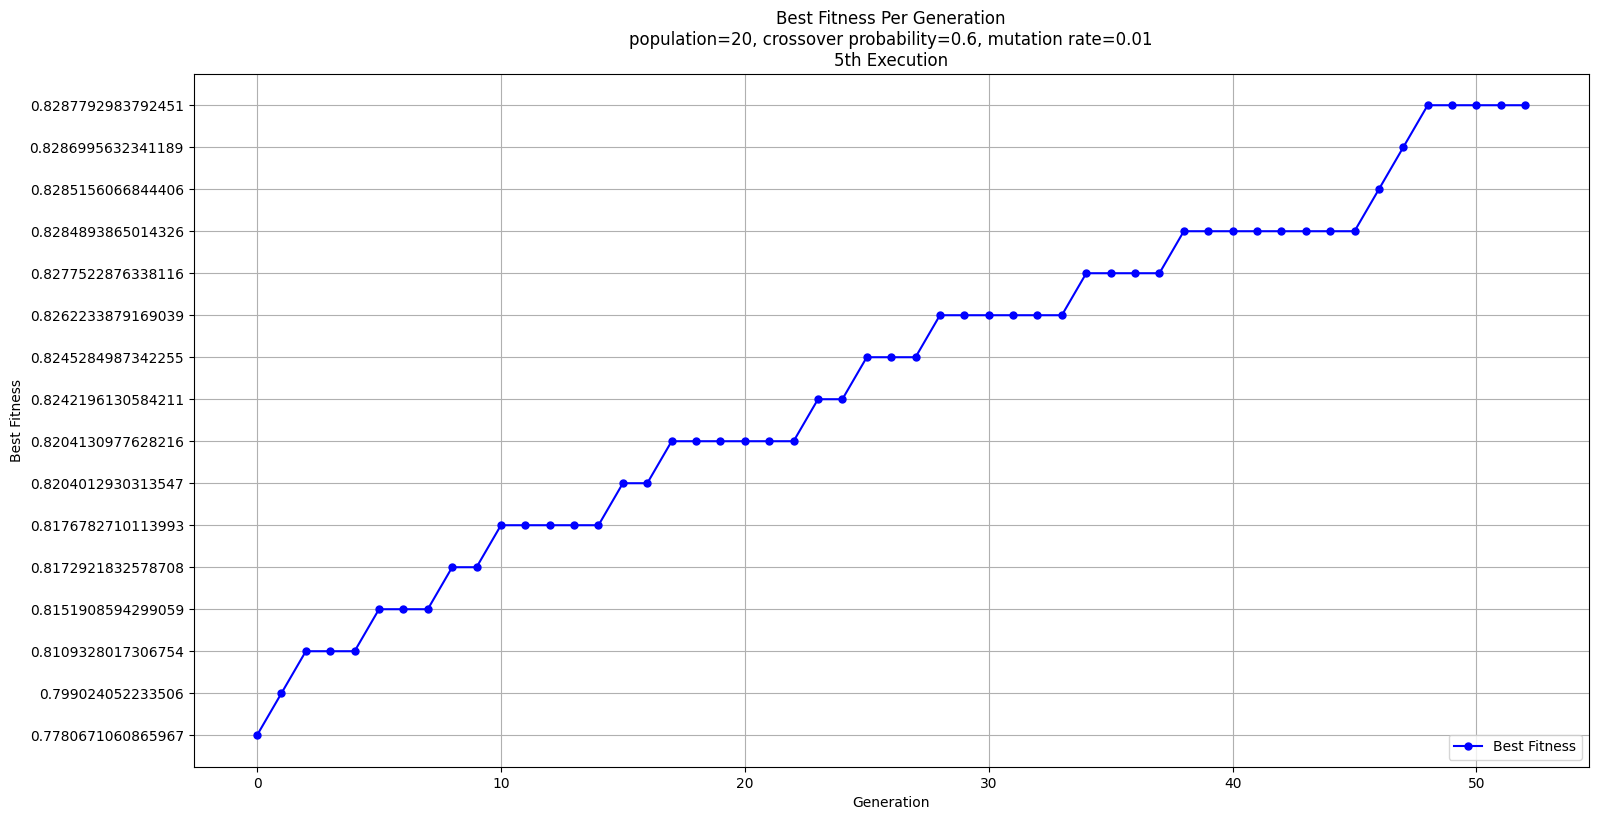 Best Fitness Per Generation
population=20, crossover probability=0.6, mutation rate=0.01
5th Execution
0.8287792983792451
0.8286995632341189
0.8285156066844406
0.8284893865014326
0.8277522876338116
0.8262233879169039
0.8245284987342255
0.8242196130584211
0.8204130977628216
0.8204012930313547
0.8176782710113993
0.8172921832578708
0.8151908594299059
0.8109328017306754
0.799024052233506
0.7780671060865967
Best Fitness
Best Fitness
0 10 20 30 40 50
Generation